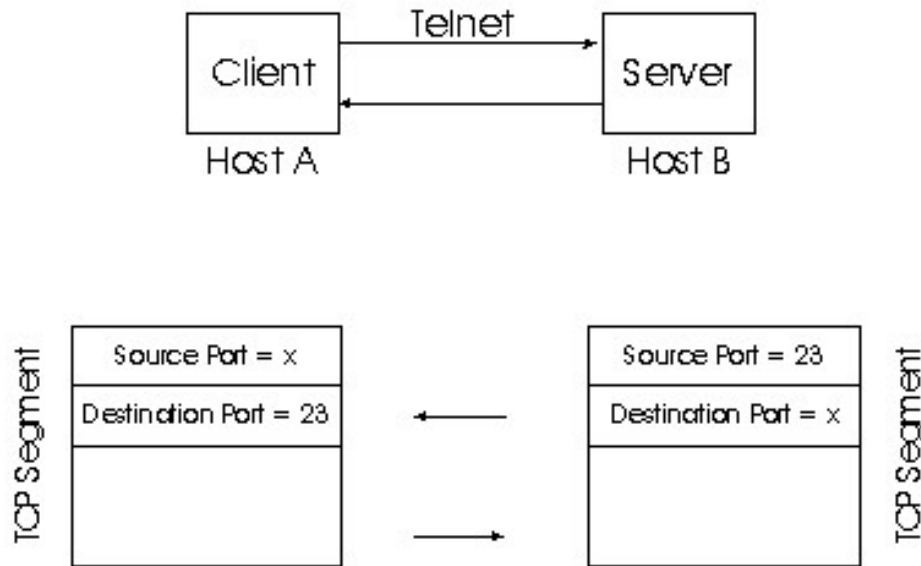 Telnet
Client
Server
Host A
Host B
TCP Segment
Source Port = x
Destination Port = 23
Source Port = 23
Destination Port = x
TCP Segment